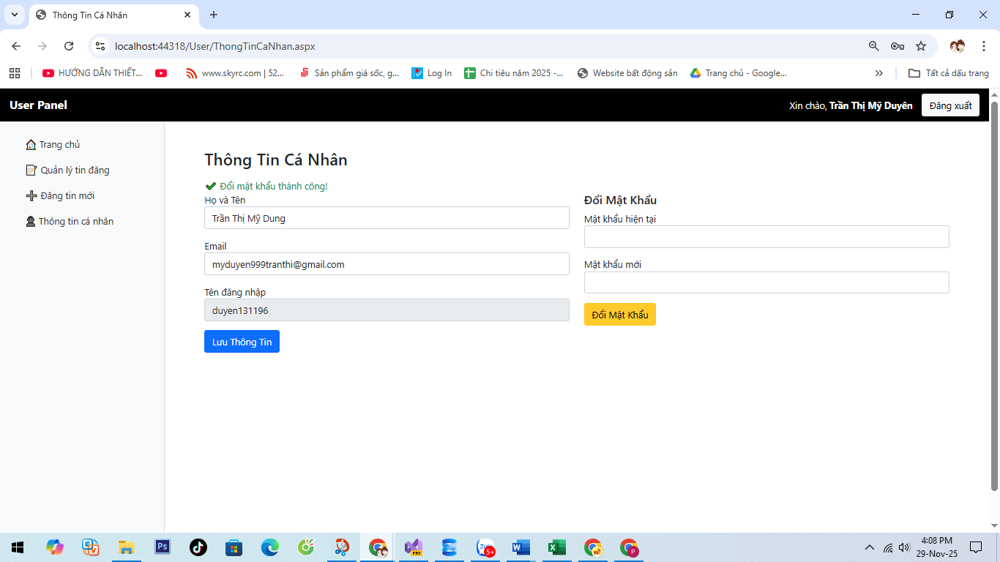 Thông Tin Cá Nhân
localhost:44318/User/ThongTinCaNhan.aspx
HƯỚNG DẪN THIẾT...
www.skyrc.com | 52...
Sản phẩm giá sốc, g...
Log In
Chi tiêu năm 2025 -...
Website bất động sản
Trang chủ - Google...
Tất cả dấu trang
User Panel
Xin chào, Trần Thị Mỹ Duyên
Đăng xuất
Trang chủ
Quản lý tin đăng
Đăng tin mới
Thông tin cá nhân
Thông Tin Cá Nhân
Đổi mật khẩu thành công!
Họ và Tên
Trần Thị Mỹ Dung
Email
myduyen999tranthi@gmail.com
Tên đăng nhập
duyen131196
Lưu Thông Tin
Đổi Mật Khẩu
Mật khẩu hiện tại
Mật khẩu mới
Đổi Mật Khẩu
Ps
PRE
5+
P
4:08 PM
29-Nov-25